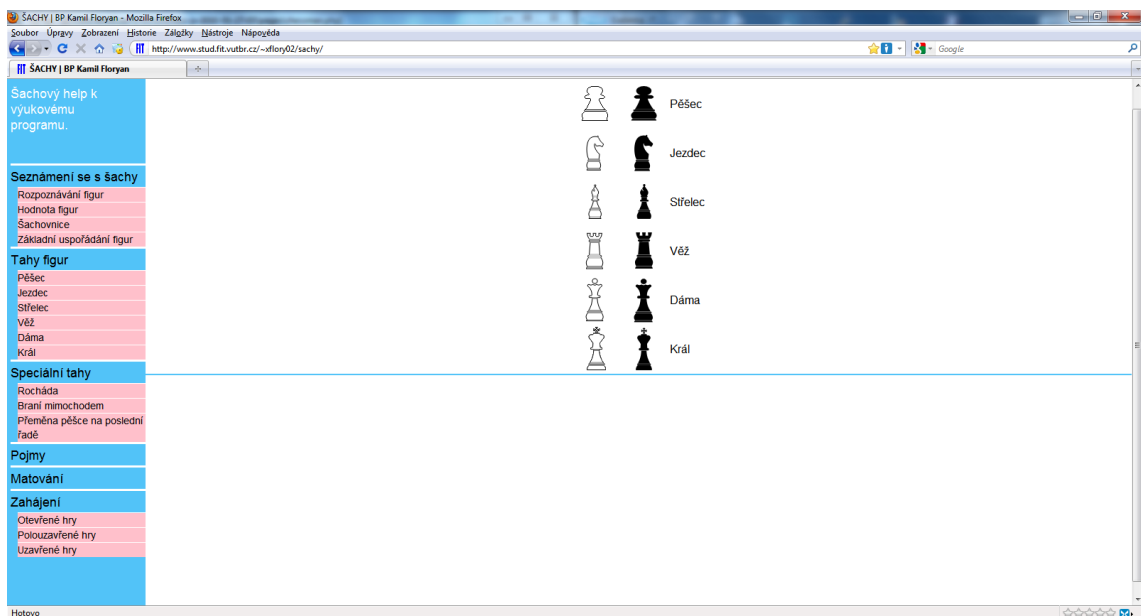 ŠACHY | BP Kamil Floryan - Mozilla Firefox
Soubor Úpravy Zobrazení Historie Záložky Nástroje Nápověda
http://www.stud.fit.vutbr.cz/~xflory02/sachy/
Google
FIT ŠACHY | BP Kamil Floryan
Šachový help k
výukovému
programu.
Seznámení se s šachy
Rozpoznávání figur
Hodnota figur
Šachovnice
Základní uspořádání figur
Tahy figur
Pěšec
Jezdec
Střelec
Věž
Dáma
Král
Speciální tahy
Rocháda
Braní mimochodem
Přeměna pěšce na poslední
řadě
Pojmy
Matování
Zahájení
Otevřené hry
Polouzavřené hry
Uzavřené hry
Pěšec
Jezdec
Střelec
Věž
Dáma
Král
Hotovo